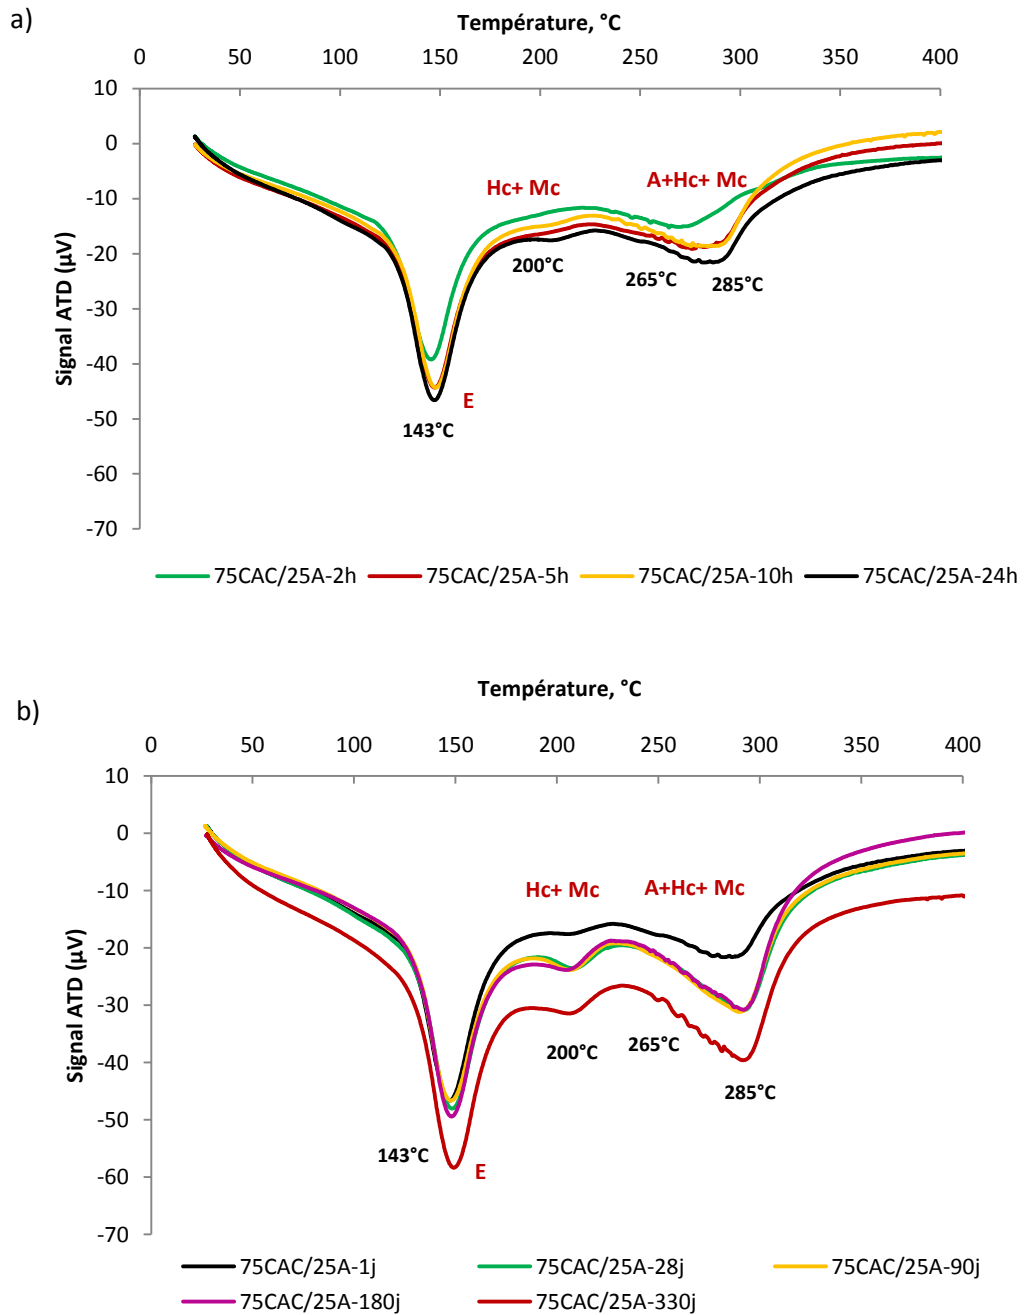 a)
Température, °C
0 50 100 150 200 250 300 350 400
10
0
-10
-20
-30
-40
-50
-60
-70
Signal ATD (µV)
Hc+ Mc
A+Hc+ Mc
200°C
265°C
285°C
E
143°C
75CAC/25A-2h 75CAC/25A-5h 75CAC/25A-10h 75CAC/25A-24h
b)
Température, °C
0 50 100 150 200 250 300 350 400
10
0
-10
-20
-30
-40
-50
-60
-70
Signal ATD (µV)
Hc+ Mc
A+Hc+ Mc
200°C
265°C
285°C
143°C
E
75CAC/25A-1j 75CAC/25A-28j 75CAC/25A-90j
75CAC/25A-180j 75CAC/25A-330j